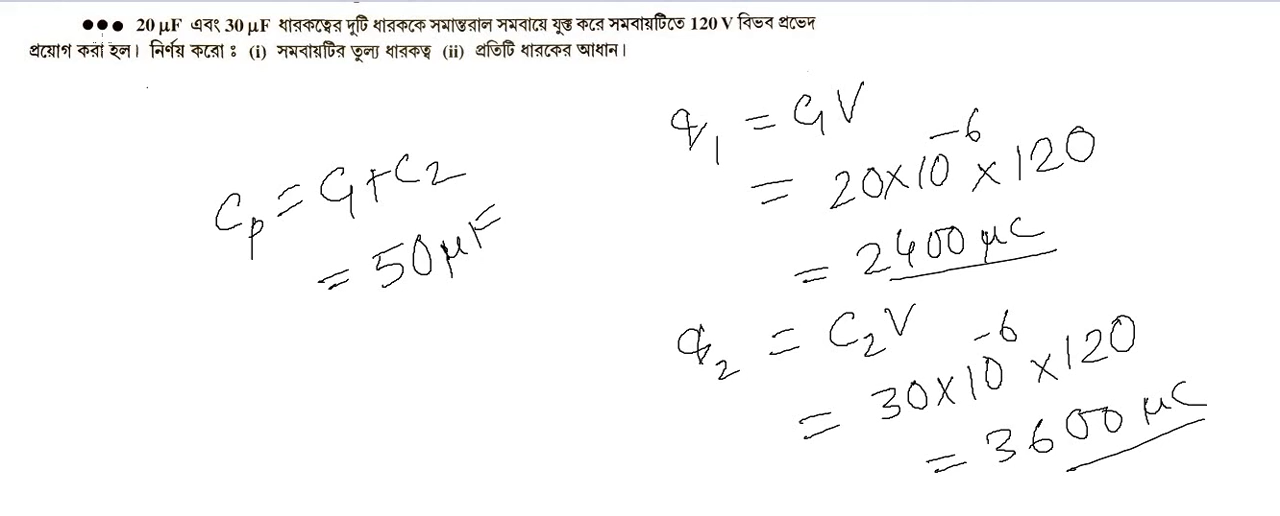 ●●● 20 μF এবং 30 μF ধারকত্বের দুটি ধারককে সমান্তরাল সমবায়ে যুক্ত করে সমবায়টিতে 120 V বিভব প্রভেদ
প্রয়োগ করা হল। নির্ণয় করো : (i) সমবায়টির তুল্য ধারকত্ব (ii) প্রতিটি ধারকের আধান।
Cp = C1 + C2
= 50 μF
q1 = C1V
= 20×10⁻⁶ × 120
= 2400 μC
q2 = C2V
= 30×10⁻⁶ × 120
= 3600 μC